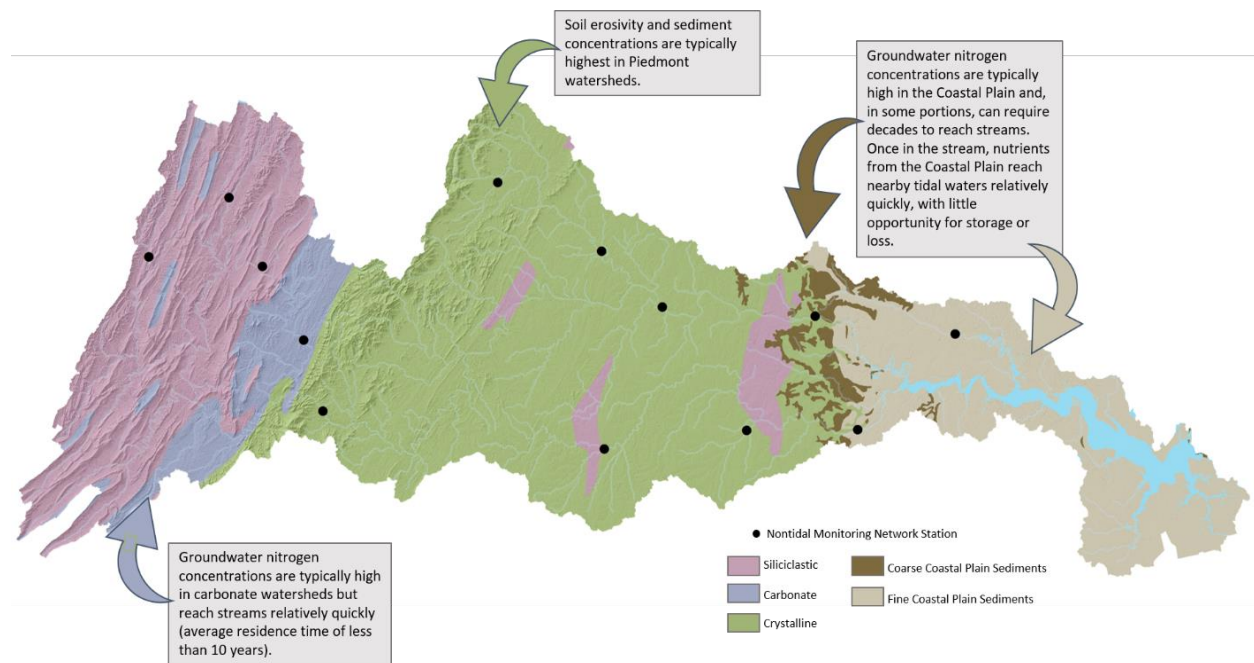 Soil erosivity and sediment
concentrations are typically
highest in Piedmont
watersheds.
Groundwater nitrogen
concentrations are typically
high in the Coastal Plain and,
in some portions, can require
decades to reach streams.
Once in the stream, nutrients
from the Coastal Plain reach
nearby tidal waters relatively
quickly, with little
opportunity for storage or
loss.
Groundwater nitrogen
concentrations are typically high
in carbonate watersheds but
reach streams relatively quickly
(average residence time of less
than 10 years).
Nontidal Monitoring Network Station
Siliciclastic
Carbonate
Crystalline
Coarse Coastal Plain Sediments
Fine Coastal Plain Sediments